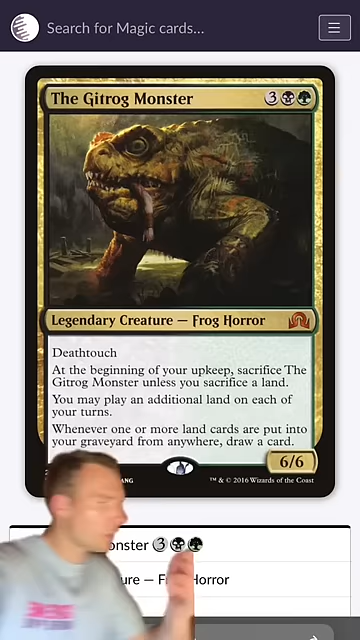 Search for Magic cards...
The Gitrog Monster 3
Legendary Creature — Frog Horror
Deathtouch
At the beginning of your upkeep, sacrifice The
Gitrog Monster unless you sacrifice a land.
You may play an additional land on each of
your turns.
Whenever one or more land cards are put into
your graveyard from anywhere, draw a card.
6/6
ANG
™ & © 2016 Wizards of the Coast
onster 3
ure — F Horror